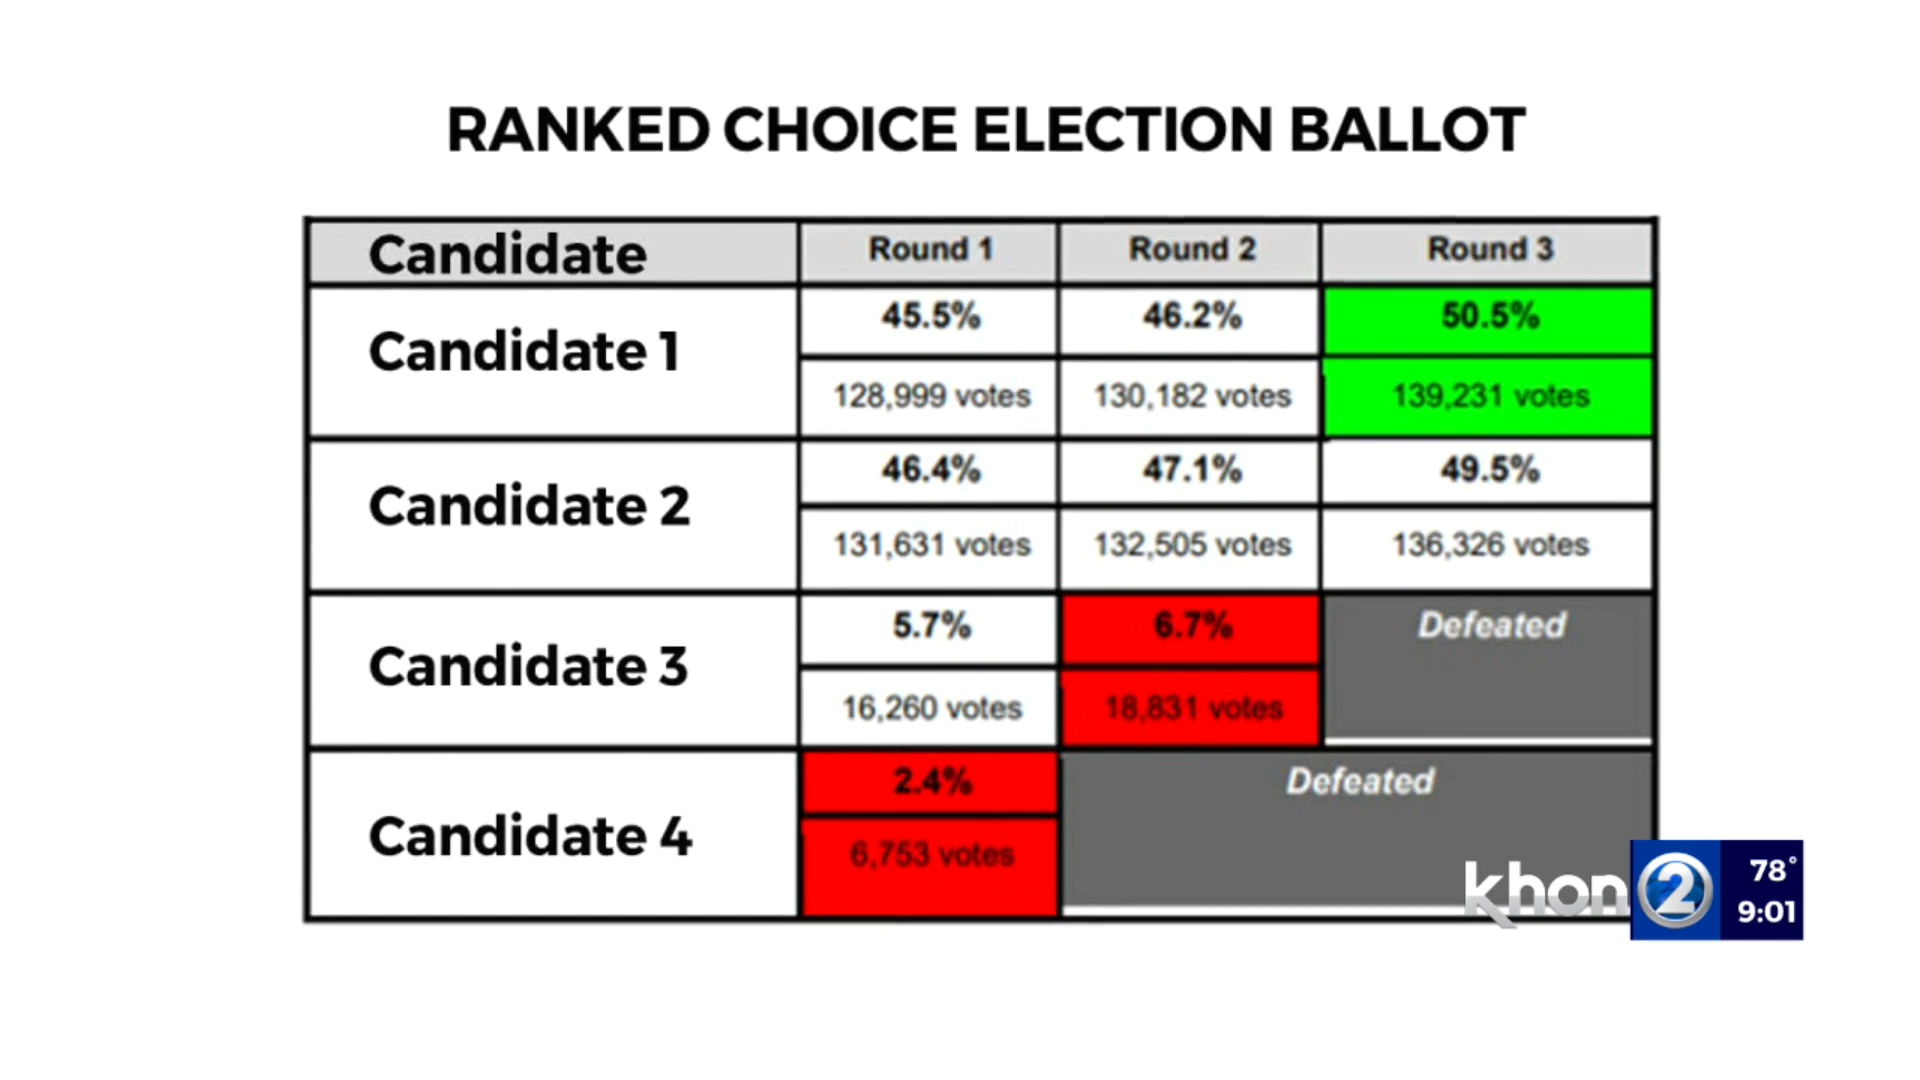 RANKED CHOICE ELECTION BALLOT
Candidate Round 1 Round 2 Round 3
Candidate 1
45.5% 46.2% 50.5%
128,999 votes 130,182 votes 139,231 votes
Candidate 2
46.4% 47.1% 49.5%
131,631 votes 132,505 votes 136,326 votes
Candidate 3
5.7% 6.7% Defeated
16,260 votes 18,831 votes
Candidate 4
2.4% Defeated
6,753 votes
khon 2
78°
9:01